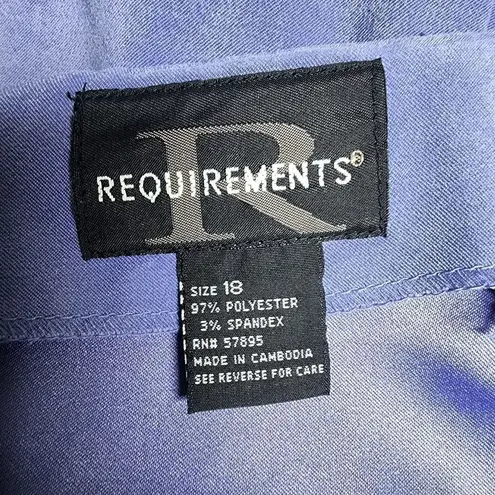 R
REQUIREMENTS®
SIZE 18
97% POLYESTER
3% SPANDEX
RN# 57895
MADE IN CAMBODIA
SEE REVERSE FOR CARE